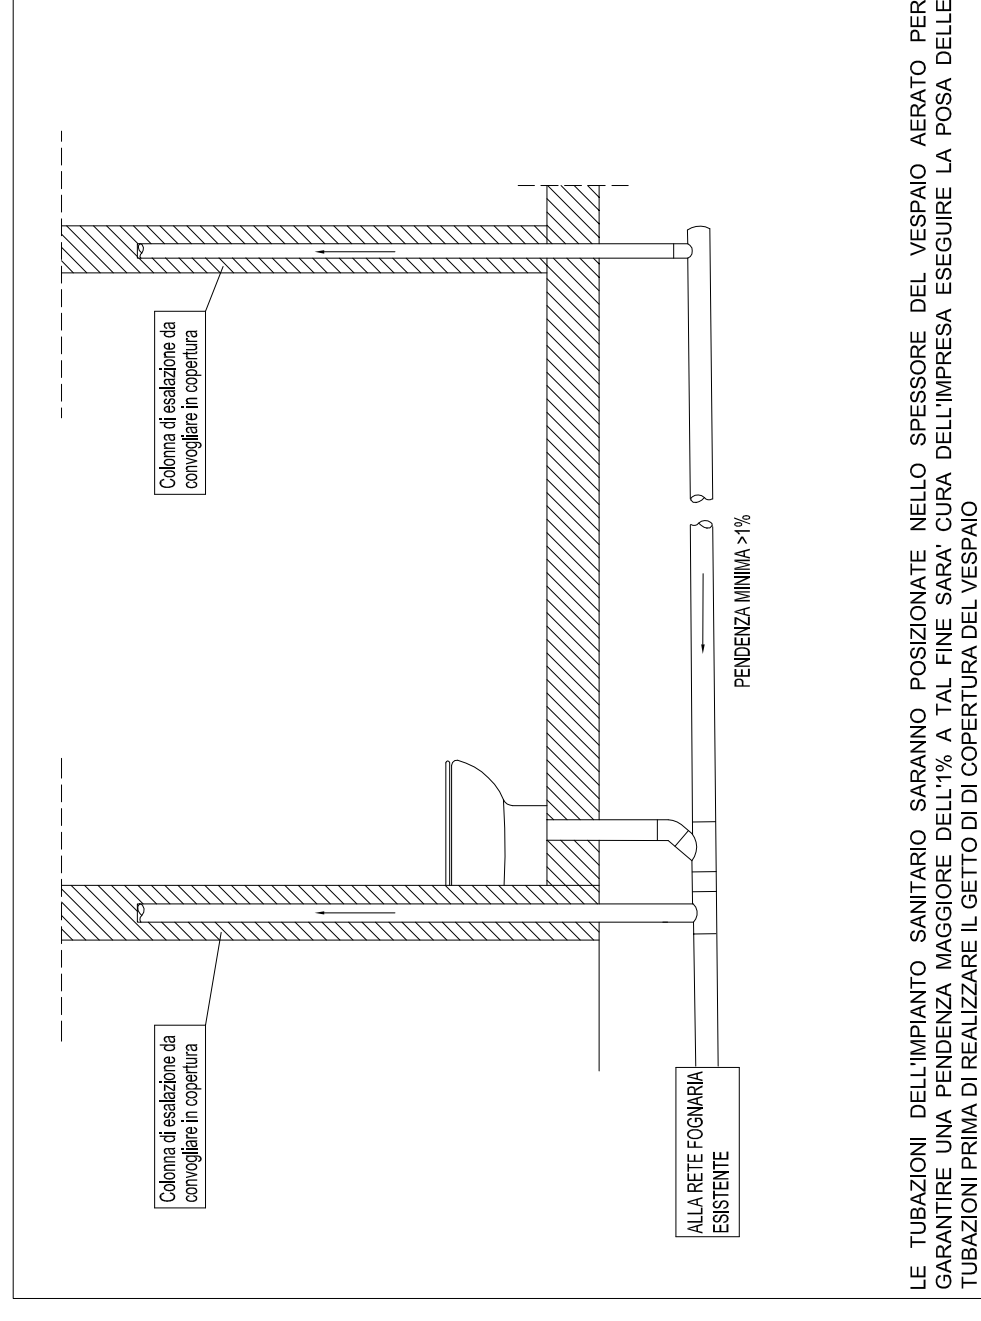 Colonna di esalazione da
convogliare in copertura
Colonna di esalazione da
convogliare in copertura
ALLA RETE FOGNARIA
ESISTENTE
PENDENZA MINIMA >1%
LE TUBAZIONI DELL'IMPIANTO SANITARIO SARANNO POSIZIONATE NELLO SPESSORE DEL VESPAIO AERATO PER
GARANTIRE UNA PENDENZA MAGGIORE DELL'1% A TAL FINE SARA' CURA DELL'IMPRESA ESEGUIRE LA POSA DELLE
TUBAZIONI PRIMA DI REALIZZARE IL GETTO DI DI COPERTURA DEL VESPAIO